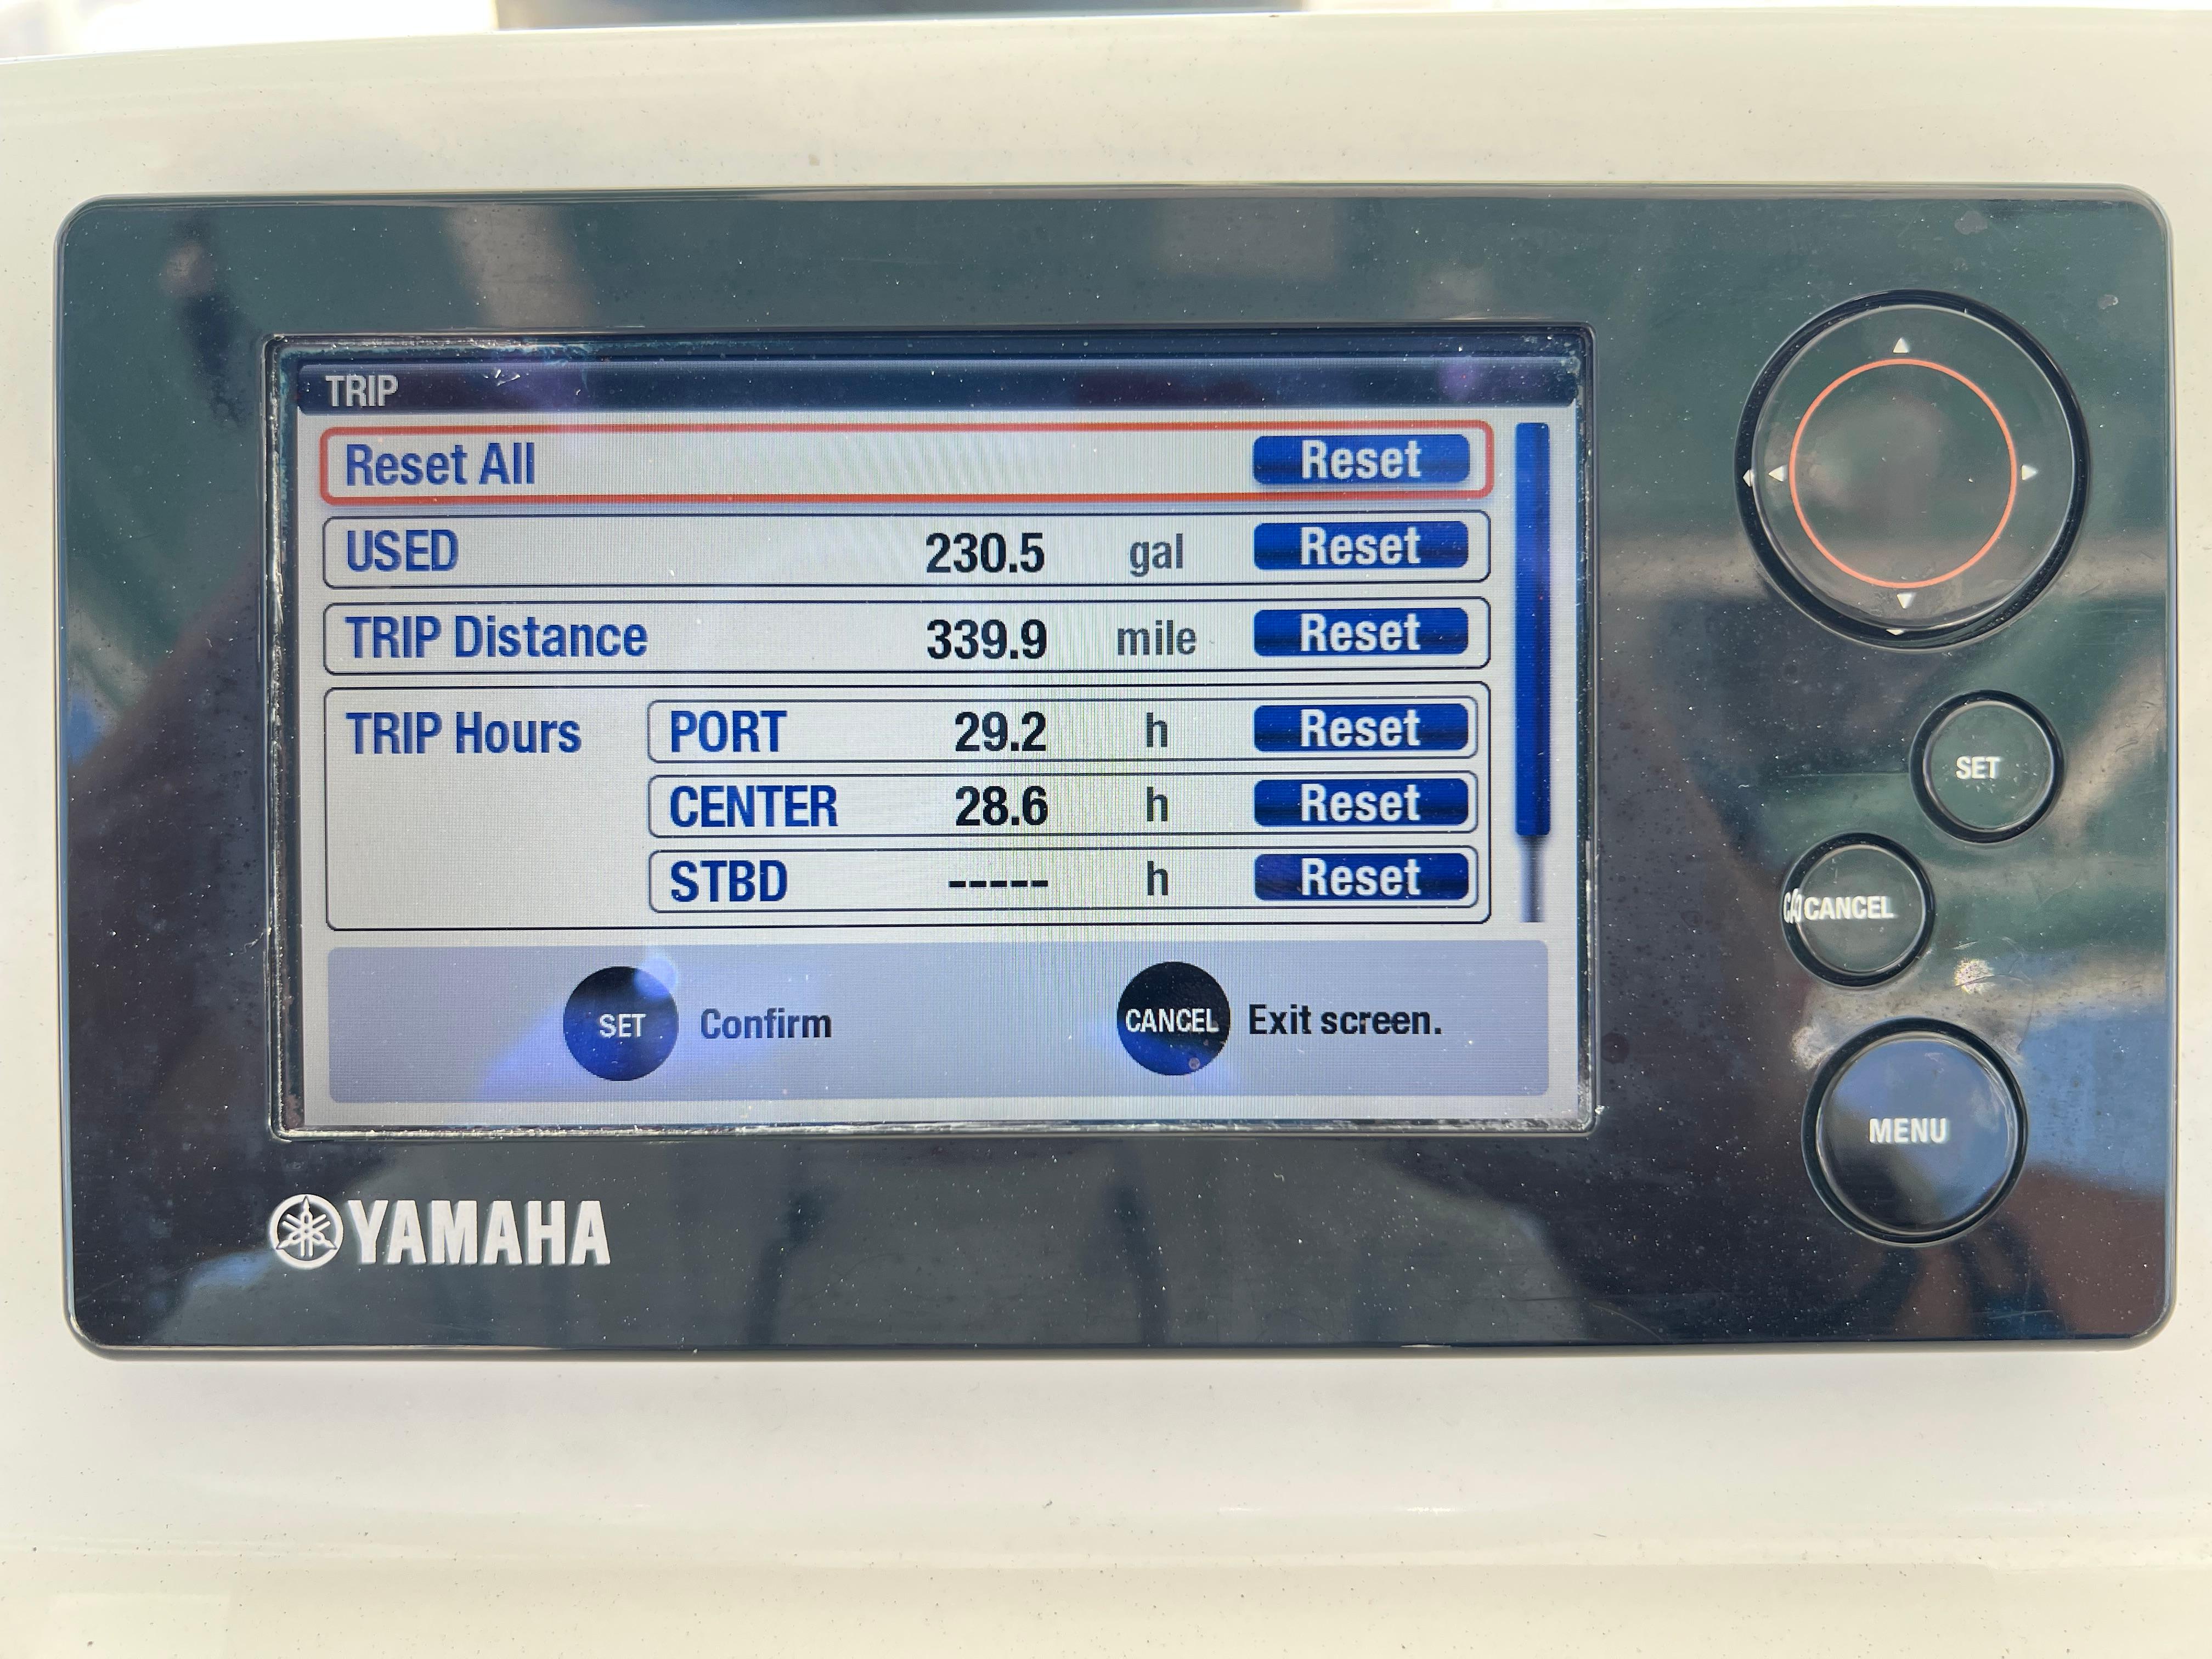 TRIP
Reset All Reset
USED 230.5 gal Reset
TRIP Distance 339.9 mile Reset
TRIP Hours PORT 29.2 h Reset
CENTER 28.6 h Reset
STBD ----- h Reset
SET Confirm CANCEL Exit screen.
SET
CANCEL
MENU
YAMAHA